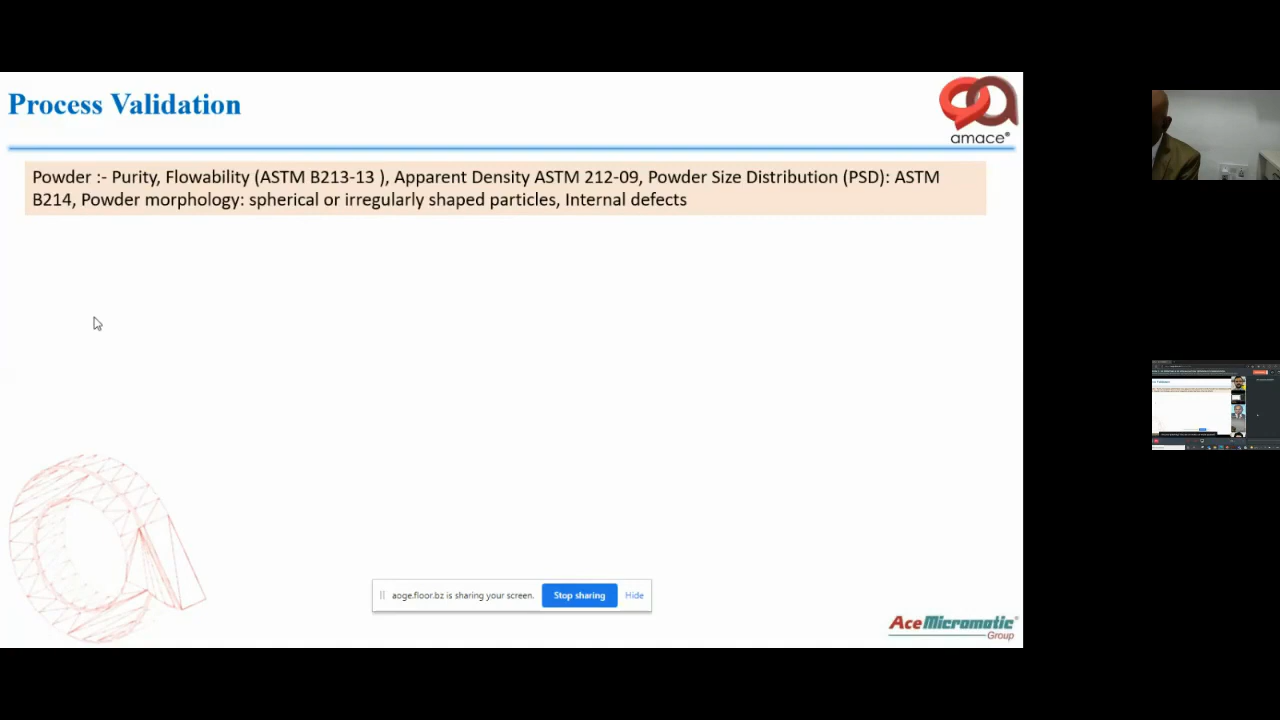 Process Validation
amace®
Powder :- Purity, Flowability (ASTM B213-13 ), Apparent Density ASTM 212-09, Powder Size Distribution (PSD): ASTM
B214, Powder morphology: spherical or irregularly shaped particles, Internal defects
aoge.floor.bz is sharing your screen.
Stop sharing
Hide
AceMicromatic®
Group